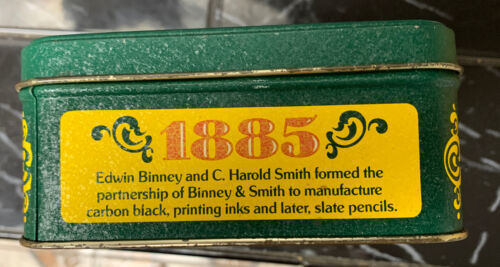 1885
Edwin Binney and C. Harold Smith formed the
partnership of Binney & Smith to manufacture
carbon black, printing inks and later, slate pencils.